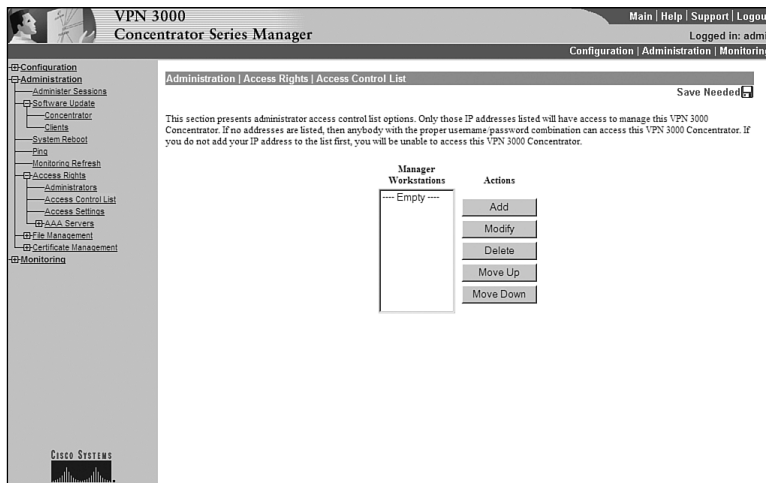 VPN 3000
Concentrator Series Manager
Main | Help | Support | Logou
Logged in: admi
Configuration | Administration | Monitoring
Configuration
Administration
Administer Sessions
Software Update
Concentrator
Clients
System Reboot
Ping
Monitoring Refresh
Access Rights
Administrators
Access Control List
Access Settings
AAA Servers
File Management
Certificate Management
Monitoring
Administration | Access Rights | Access Control List
Save Needed
This section presents administrator access control list options. Only those IP addresses listed will have access to manage this VPN 3000
Concentrator. If no addresses are listed, then anybody with the proper username/password combination can access this VPN 3000 Concentrator. If
you do not add your IP address to the list first, you will be unable to access this VPN 3000 Concentrator.
Manager
Workstations
Actions
---- Empty ----
Add
Modify
Delete
Move Up
Move Down
CISCO SYSTEMS